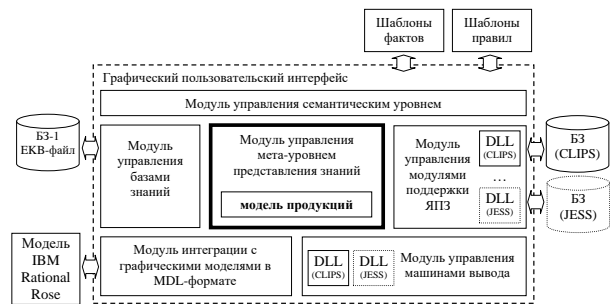 Шаблоны
фактов
Шаблоны
правил
Графический пользовательский интерфейс
Модуль управления семантическим уровнем
БЗ-1
EKB-файл
Модуль
управления
базами
знаний
Модуль управления
мета-уровнем
представления знаний
модель продукций
Модуль
управления
модулями
поддержки
ЯПЗ
DLL
(CLIPS)
…
DLL
(JESS)
БЗ
(CLIPS)
БЗ
(JESS)
Модель
IBM
Rational
Rose
Модуль интеграции с
графическими моделями в
MDL-формате
DLL
(CLIPS)
DLL
(JESS)
Модуль управления
машинами вывода